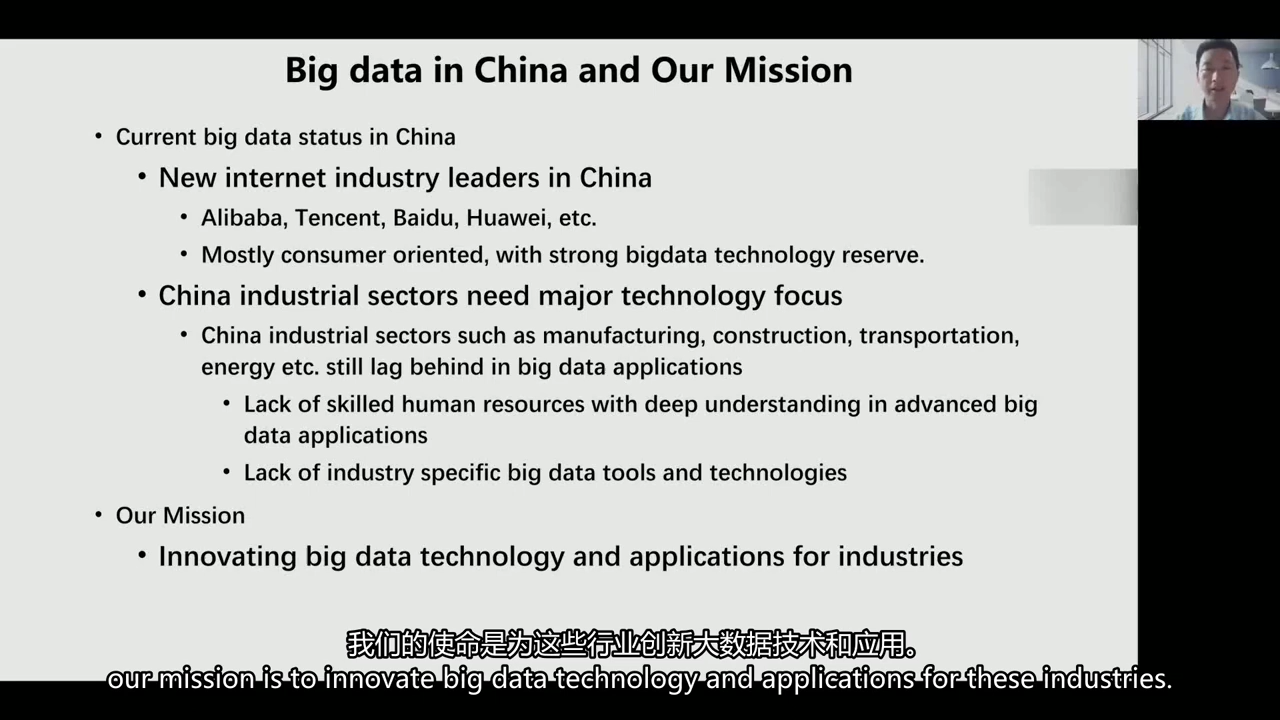 Big data in China and Our Mission
• Current big data status in China
• New internet industry leaders in China
• Alibaba, Tencent, Baidu, Huawei, etc.
• Mostly consumer oriented, with strong bigdata technology reserve.
• China industrial sectors need major technology focus
• China industrial sectors such as manufacturing, construction, transportation,
energy etc. still lag behind in big data applications
• Lack of skilled human resources with deep understanding in advanced big
data applications
• Lack of industry specific big data tools and technologies
• Our Mission
• Innovating big data technology and applications for industries
我们的使命是为这些行业创新大数据技术和应用。
our mission is to innovate big data technology and applications for these industries.